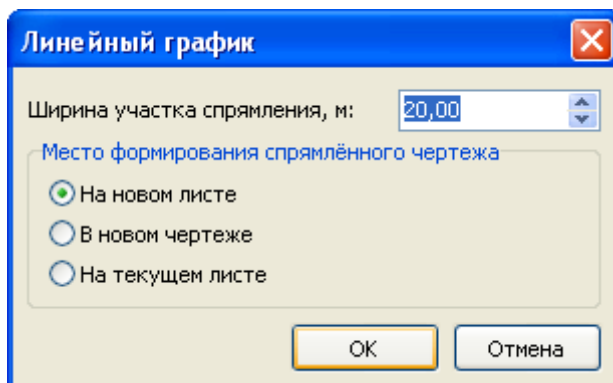 Линейный график
Ширина участка спрямления, м: 20,00
Место формирования спрямлённого чертежа
На новом листе
В новом чертеже
На текущем листе
ОК Отмена